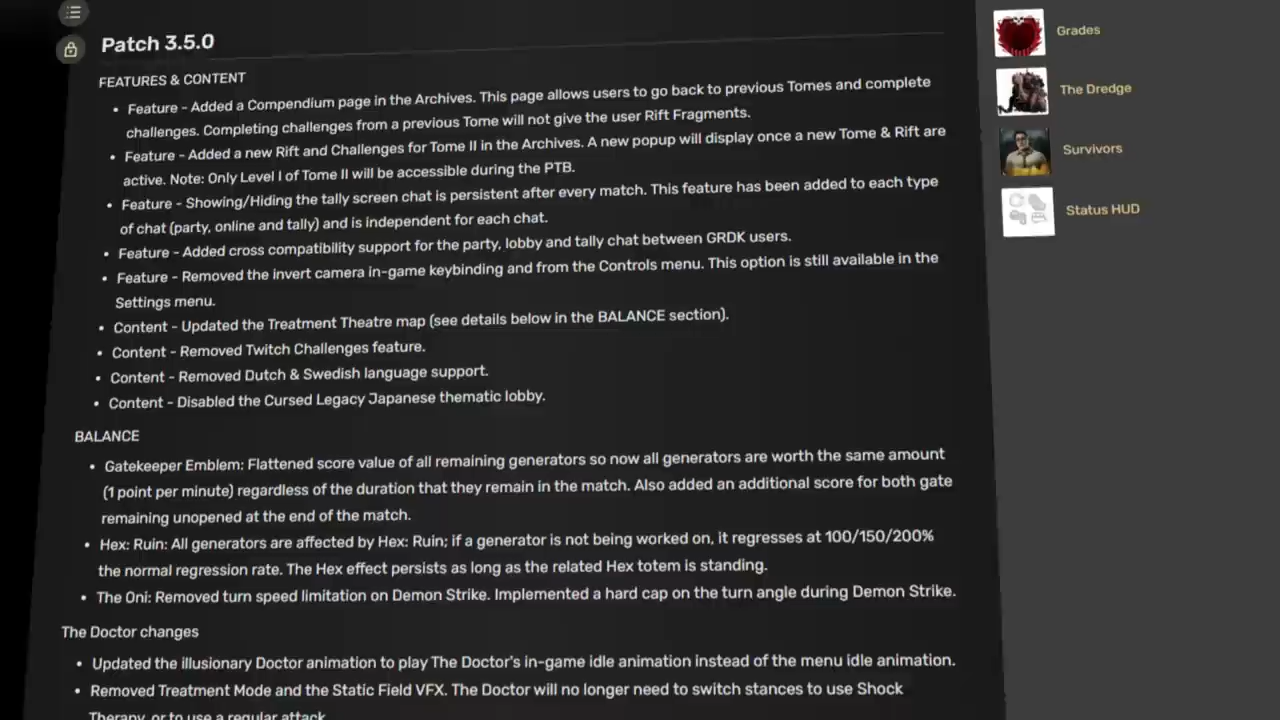 Patch 3.5.0
FEATURES & CONTENT
• Feature - Added a Compendium page in the Archives. This page allows users to go back to previous Tomes and complete
challenges. Completing challenges from a previous Tome will not give the user Rift Fragments.
• Feature - Added a new Rift and Challenges for Tome II in the Archives. A new popup will display once a new Tome & Rift are
active. Note: Only Level I of Tome II will be accessible during the PTB.
• Feature - Showing/Hiding the tally screen chat is persistent after every match. This feature has been added to each type
of chat (party, online and tally) and is independent for each chat.
• Feature - Added cross compatibility support for the party, lobby and tally chat between GRDK users.
• Feature - Removed the invert camera in-game keybinding and from the Controls menu. This option is still available in the
Settings menu.
• Content - Updated the Treatment Theatre map (see details below in the BALANCE section).
• Content - Removed Twitch Challenges feature.
• Content - Removed Dutch & Swedish language support.
• Content - Disabled the Cursed Legacy Japanese thematic lobby.
BALANCE
• Gatekeeper Emblem: Flattened score value of all remaining generators so now all generators are worth the same amount
(1 point per minute) regardless of the duration that they remain in the match. Also added an additional score for both gate
remaining unopened at the end of the match.
• Hex: Ruin: All generators are affected by Hex: Ruin; if a generator is not being worked on, it regresses at 100/150/200%
the normal regression rate. The Hex effect persists as long as the related Hex totem is standing.
• The Oni: Removed turn speed limitation on Demon Strike. Implemented a hard cap on the turn angle during Demon Strike.
The Doctor changes
• Updated the illusionary Doctor animation to play The Doctor's in-game idle animation instead of the menu idle animation.
• Removed Treatment Mode and the Static Field VFX. The Doctor will no longer need to switch stances to use Shock
Therapy, or to use a regular attack.
Grades
The Dredge
Survivors
Status HUD